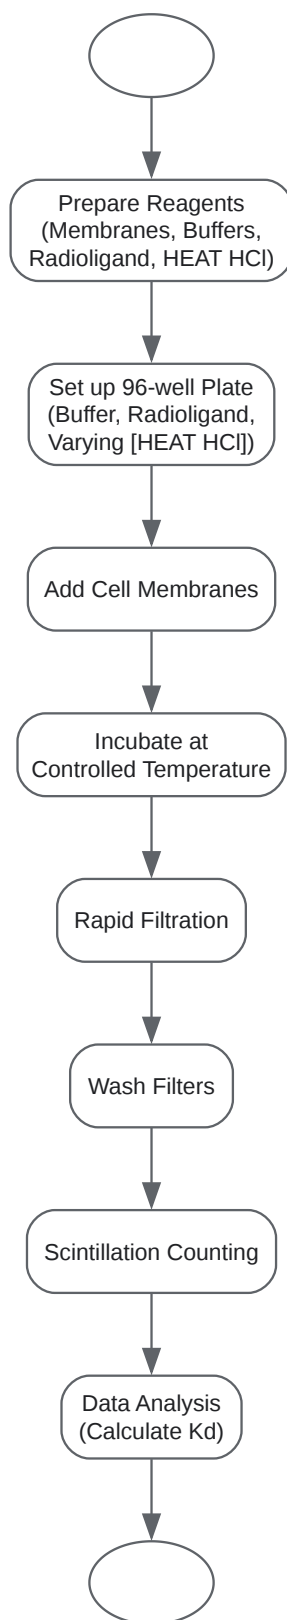 Prepare Reagents
(Membranes, Buffers,
Radioligand, HEAT HCl)
Set up 96-well Plate
(Buffer, Radioligand,
Varying [HEAT HCl])
Add Cell Membranes
Incubate at
Controlled Temperature
Rapid Filtration
Wash Filters
Scintillation Counting
Data Analysis
(Calculate Kd)